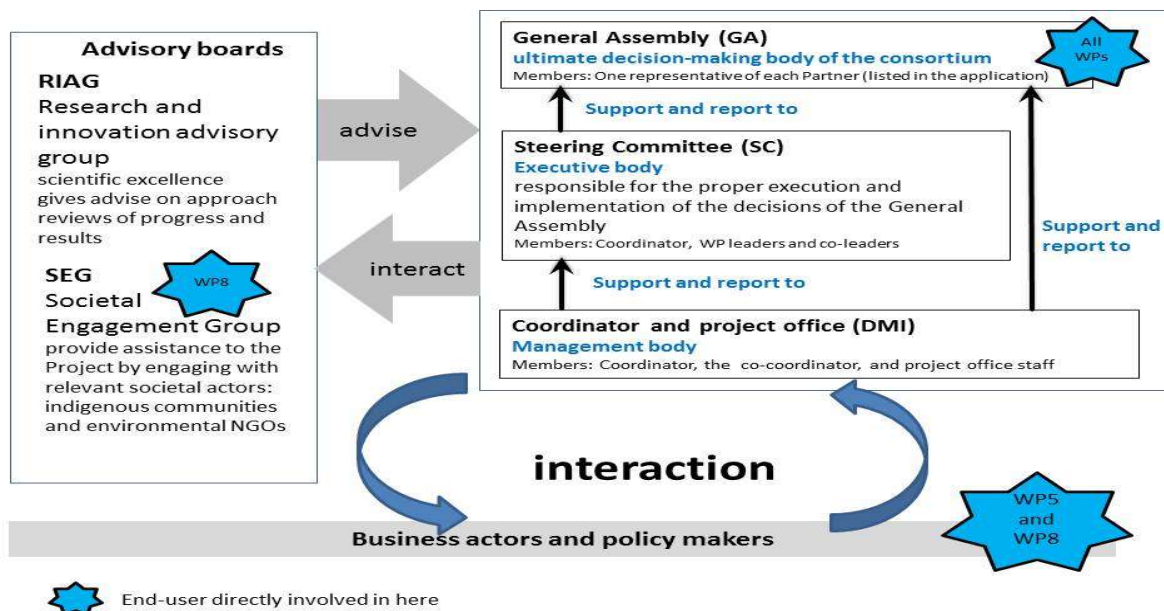 Advisory boards
RIAG
Research and
innovation advisory
group
scientific excellence
gives advise on approach
reviews of progress and
results
SEG
Societal
Engagement Group
provide assistance to the
Project by engaging with
relevant societal actors:
indigenous communities
and environmental NGOs
WP8
advise
interact
General Assembly (GA)
ultimate decision-making body of the consortium
Members: One representative of each Partner (listed in the application)
All
WPs
Support and report to
Steering Committee (SC)
Executive body
responsible for the proper execution and
implementation of the decisions of the General
Assembly
Members: Coordinator, WP leaders and co-leaders
Support and
report to
Support and report to
Coordinator and project office (DMI)
Management body
Members: Coordinator, the co-coordinator, and project office staff
interaction
WP5
and
WP8
Business actors and policy makers
End-user directly involved in here